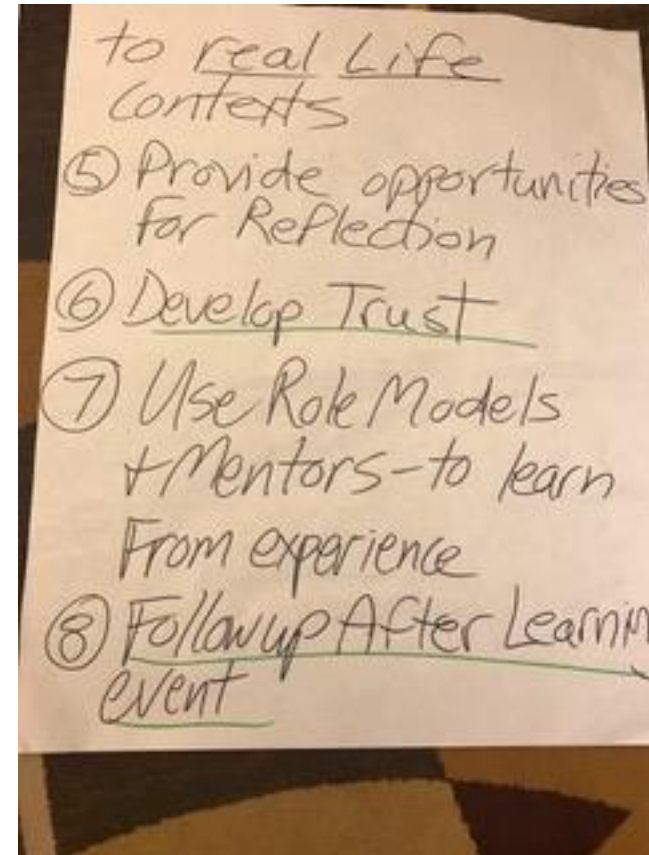 to real Life
Contexts
⑤ Provide opportunities
for Reflection
⑥ Develop Trust
⑦ Use Role Models
+ Mentors - to learn
From experience
⑧ Followup After Learnin
event